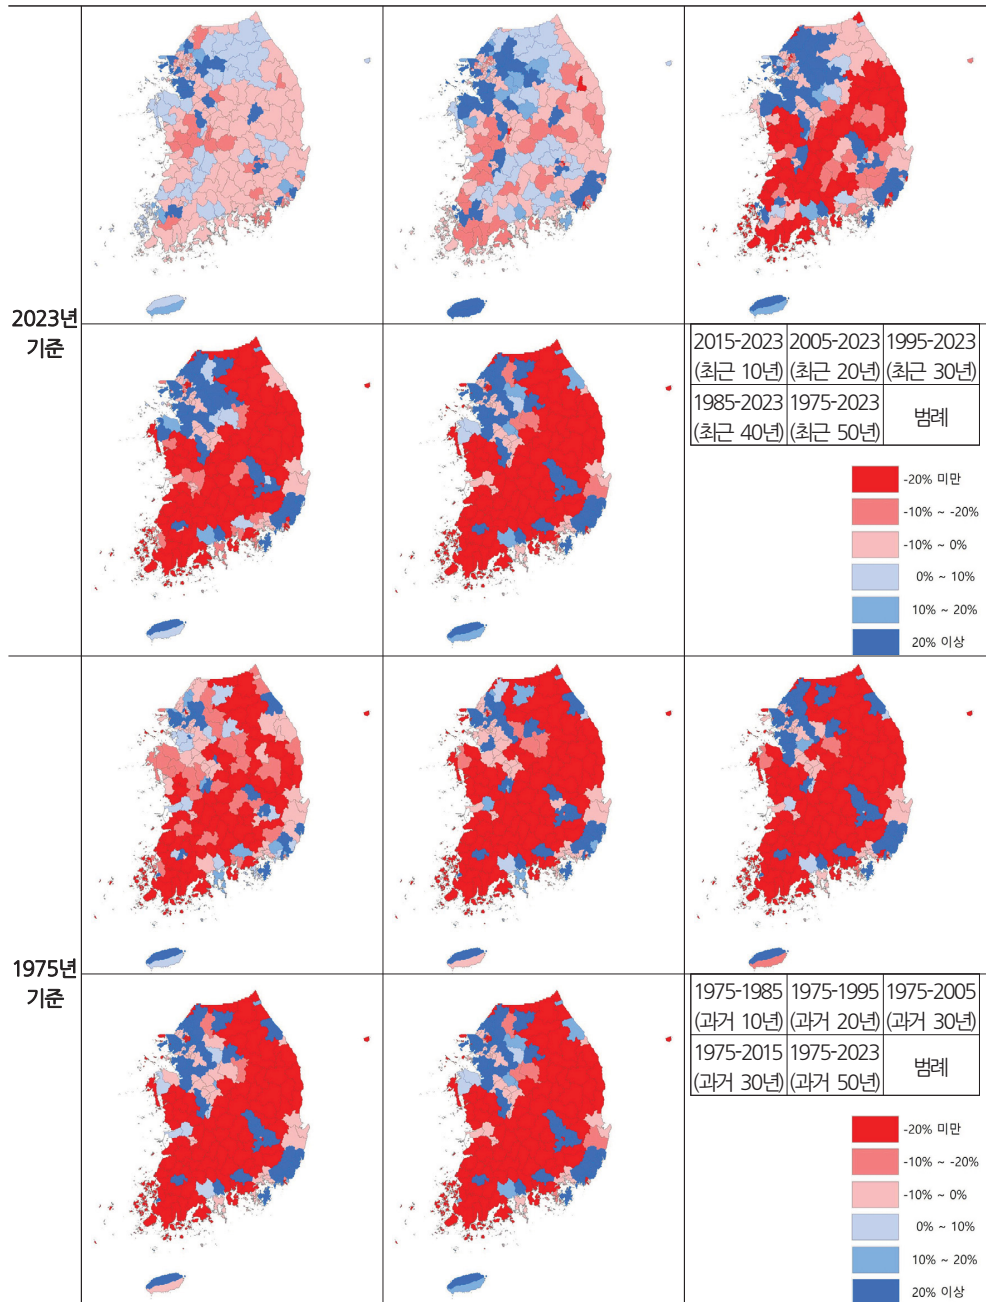 2023년
기준
2015-2023 2005-2023 1995-2023
(최근 10년) (최근 20년) (최근 30년)
1985-2023 1975-2023 범례
(최근 40년) (최근 50년)
-20% 미만
-10% ~ -20%
-10% ~ 0%
0% ~ 10%
10% ~ 20%
20% 이상
1975년
기준
1975-1985 1975-1995 1975-2005
(과거 10년) (과거 20년) (과거 30년)
1975-2015 1975-2023 범례
(과거 30년) (과거 50년)
-20% 미만
-10% ~ -20%
-10% ~ 0%
0% ~ 10%
10% ~ 20%
20% 이상